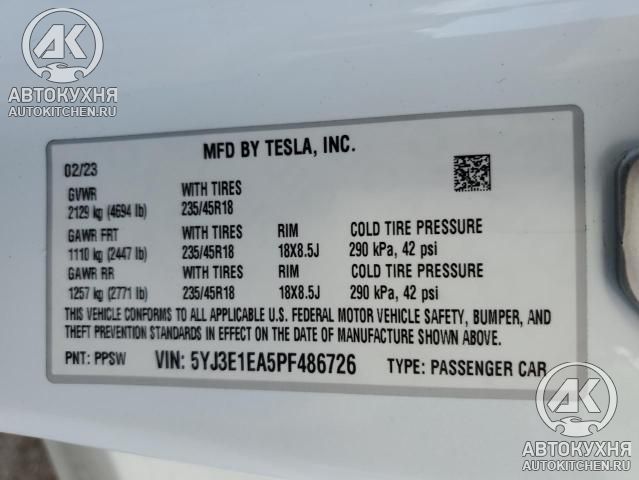 АК
АВТОКУХНЯ
AUTOKITCHEN.RU
MFD BY TESLA, INC.
02/23
GVWR WITH TIRES
2129 kg (4694 lb) 235/45R18
GAWR FRT WITH TIRES RIM COLD TIRE PRESSURE
1110 kg (2447 lb) 235/45R18 18X8.5J 290 kPa, 42 psi
GAWR RR WITH TIRES RIM COLD TIRE PRESSURE
1257 kg (2771 lb) 235/45R18 18X8.5J 290 kPa, 42 psi
THIS VEHICLE CONFORMS TO ALL APPLICABLE U.S. FEDERAL MOTOR VEHICLE SAFETY, BUMPER, AND
THEFT PREVENTION STANDARDS IN EFFECT ON THE DATE OF MANUFACTURE SHOWN ABOVE.
PNT: PPSW VIN: 5YJ3E1EA5PF486726 TYPE: PASSENGER CAR
АК
АВТОКУХНЯ
AUTOKITCHEN.RU